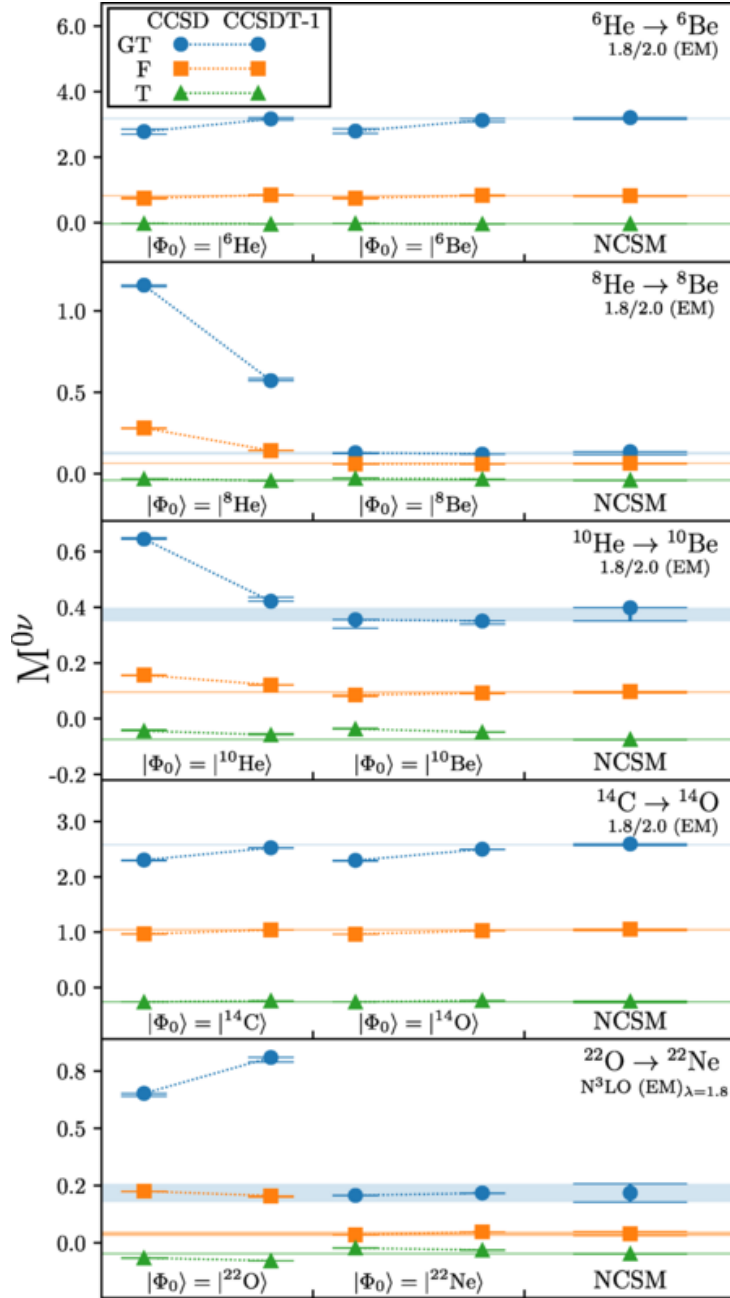 M⁰ᵛ
CCSD CCSDT-1
GT
F
T
⁶He → ⁶Be
1.8/2.0 (EM)
6.0
4.0
2.0
0.0
|Φ₀⟩ = |⁶He⟩ |Φ₀⟩ = |⁶Be⟩ NCSM
⁸He → ⁸Be
1.8/2.0 (EM)
1.0
0.5
0.0
|Φ₀⟩ = |⁸He⟩ |Φ₀⟩ = |⁸Be⟩ NCSM
¹⁰He → ¹⁰Be
1.8/2.0 (EM)
0.6
0.4
0.2
0.0
-0.2
|Φ₀⟩ = |¹⁰He⟩ |Φ₀⟩ = |¹⁰Be⟩ NCSM
¹⁴C → ¹⁴O
1.8/2.0 (EM)
3.0
2.0
1.0
0.0
|Φ₀⟩ = |¹⁴C⟩ |Φ₀⟩ = |¹⁴O⟩ NCSM
²²O → ²²Ne
N³LO (EM)λ=1.8
0.8
0.5
0.2
0.0
|Φ₀⟩ = |²²O⟩ |Φ₀⟩ = |²²Ne⟩ NCSM